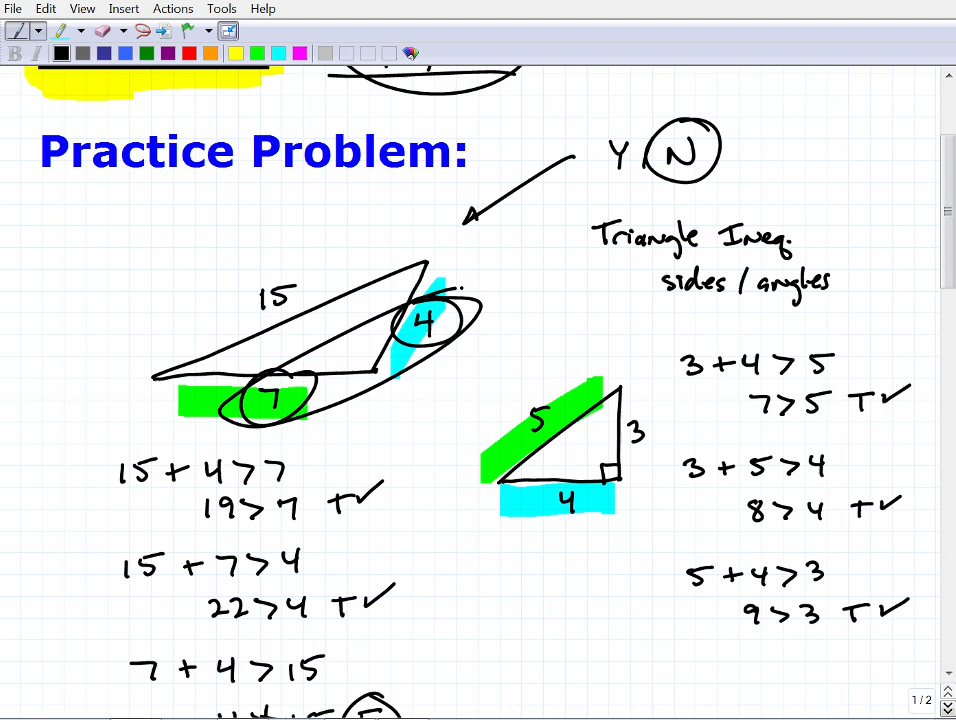 File Edit View Insert Actions Tools Help
B I
Practice Problem:
Y N
Triangle Ineq.
sides / angles
15
4
7
3 + 4 > 5
7 > 5 T ✓
5
3
4
15 + 4 > 7
19 > 7 T ✓
3 + 5 > 4
8 > 4 T ✓
15 + 7 > 4
22 > 4 T ✓
5 + 4 > 3
9 > 3 T ✓
7 + 4 > 15
1 / 2